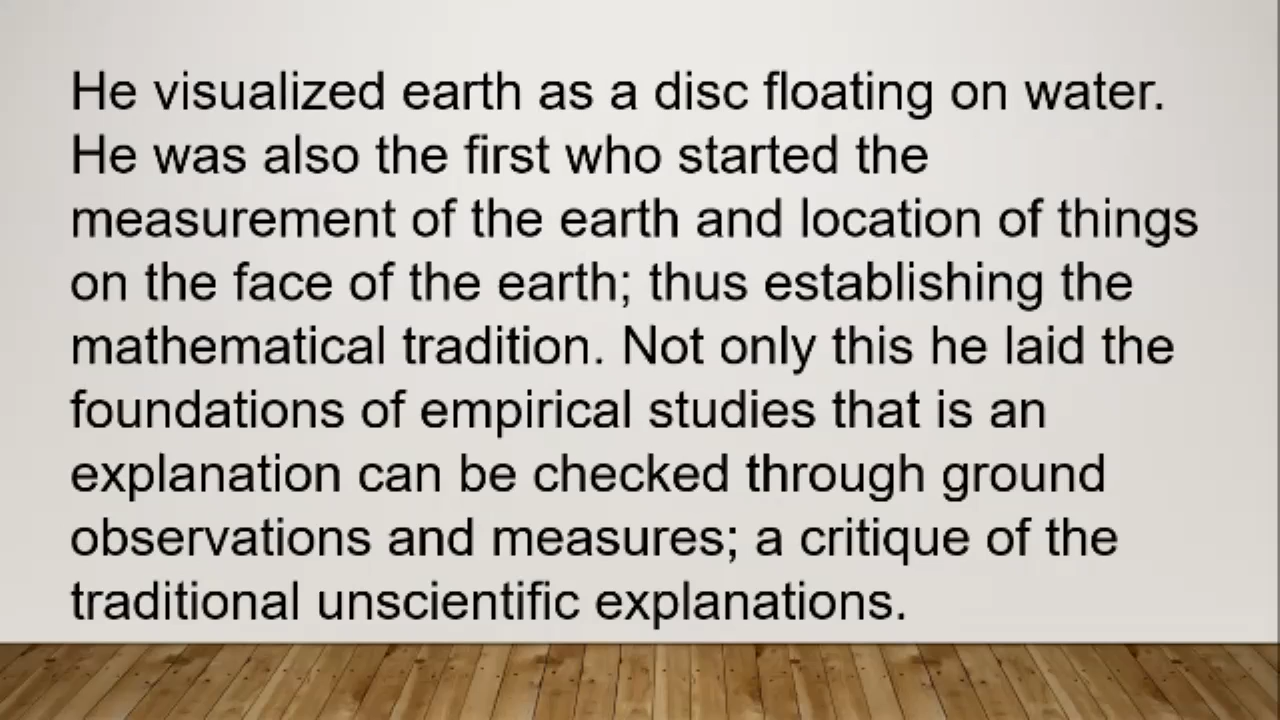 He visualized earth as a disc floating on water.
He was also the first who started the
measurement of the earth and location of things
on the face of the earth; thus establishing the
mathematical tradition. Not only this he laid the
foundations of empirical studies that is an
explanation can be checked through ground
observations and measures; a critique of the
traditional unscientific explanations.